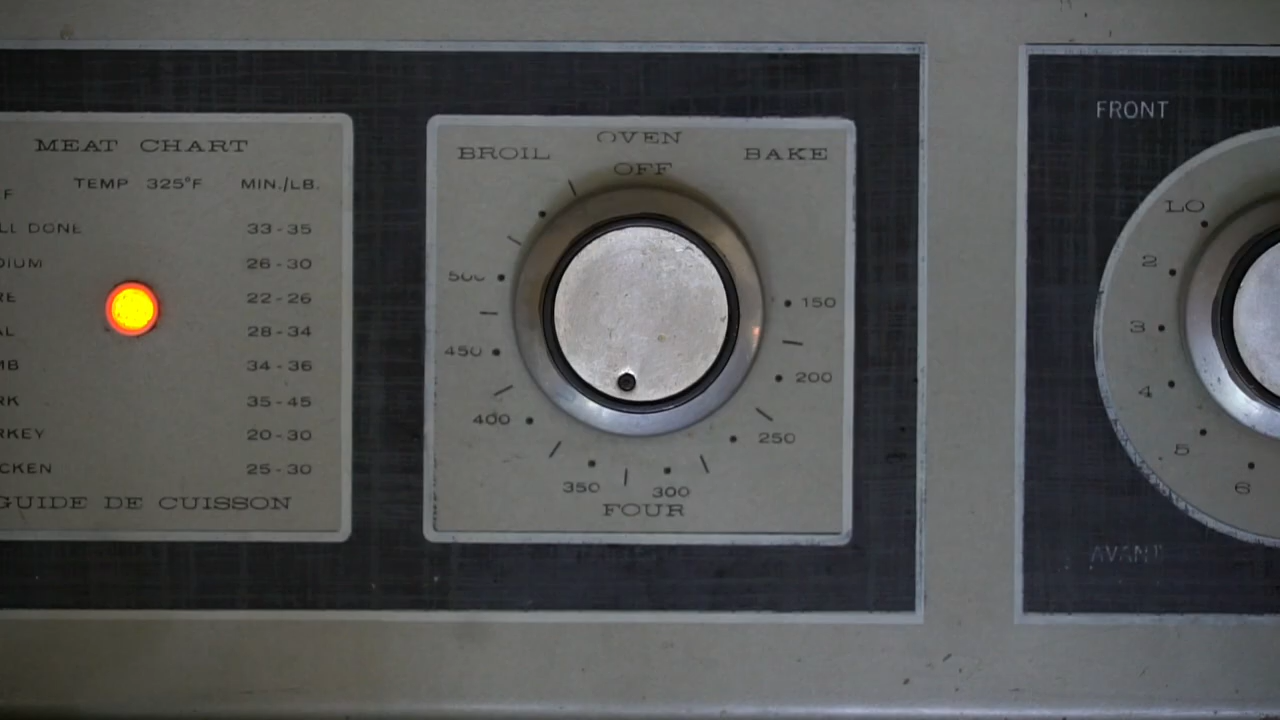 MEAT CHART
TEMP 325°F MIN./LB.
F
LL DONE 33-35
DIUM 26-30
RE 22-26
AL 28-34
MB 34-36
RK 35-45
RKEY 20-30
CKEN 25-30
GUIDE DE CUISSON
OVEN
BROIL BAKE
OFF
500
150
450
200
400
250
350
300
FOUR
FRONT
LO
2
3
4
5
6
AVANT